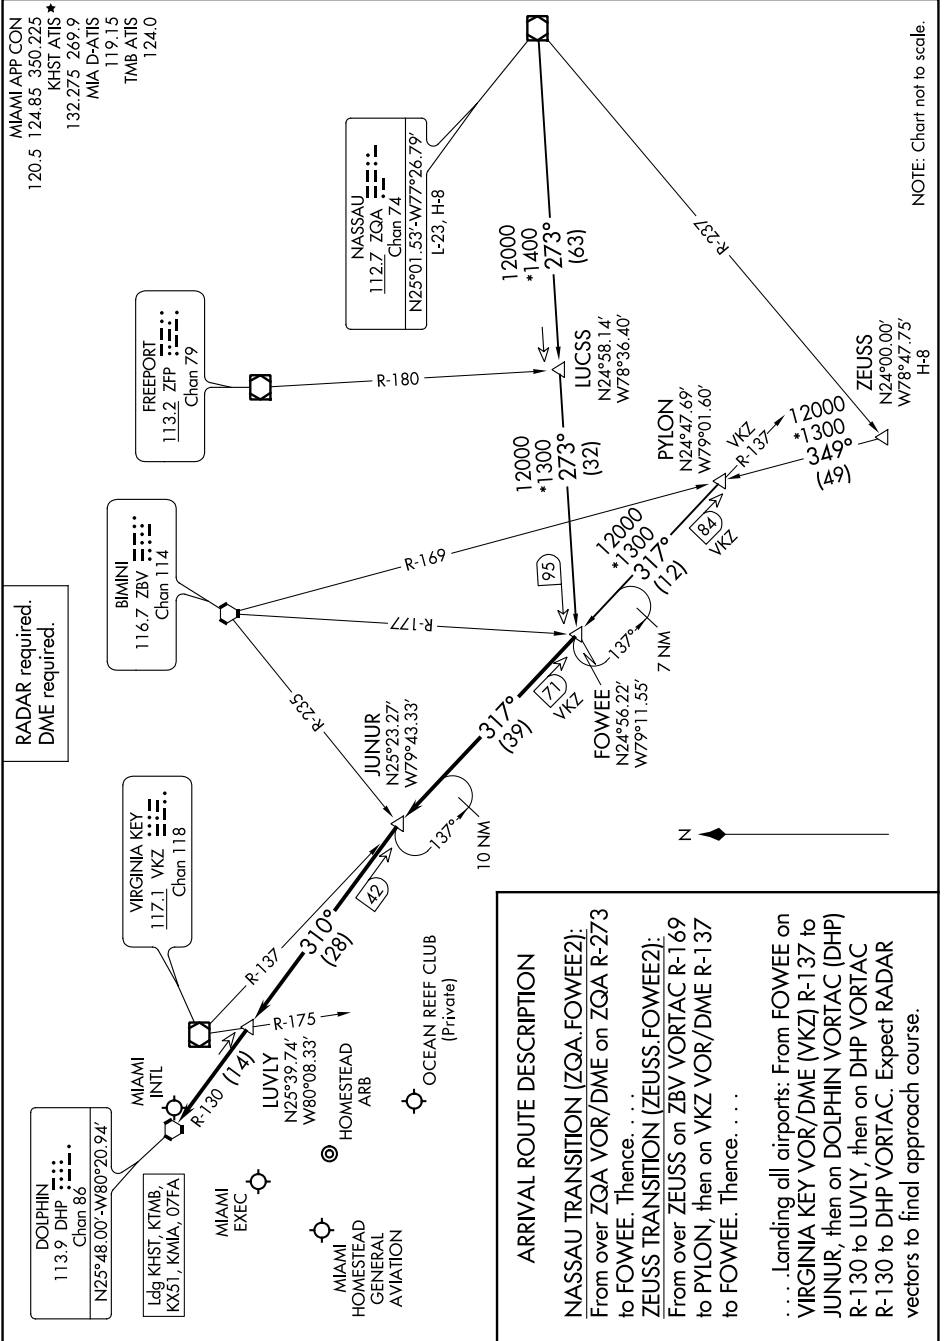 MIAMI APP CON
120.5 124.85 350.225
KHST ATIS ★
132.275 269.9
MIA D-ATIS
119.15
TMB ATIS
124.0
RADAR required.
DME required.
NASSAU
112.7 ZQA
Chan 74
N25°01.53'-W77°26.79'
L-23, H-8
FREEPORT
113.2 ZFP
Chan 79
BIMINI
116.7 ZBV
Chan 114
VIRGINIA KEY
117.1 VKZ
Chan 118
DOLPHIN
113.9 DHP
Chan 86
N25°48.00'-W80°20.94'
Ldg KHST, KTMB,
KX51, KMIA, 07FA
12000
*1400
273°
(63)
R-237
R-180
LUCSS
N24°58.14'
W78°36.40'
12000
*1300
273°
(32)
95
PYLON
N24°47.69'
W79°01.60'
VKZ
R-137
12000
*1300
349°
(49)
ZEUSS
N24°00.00'
W78°47.75'
H-8
R-169
R-177
R-235
12000
*1300
317°
(12)
84
VKZ
137°
7 NM
FOWEE
N24°56.22'
W79°11.55'
71
VKZ
317°
(39)
JUNUR
N25°23.27'
W79°43.33'
137°
10 NM
42
310°
(28)
R-137
R-175
LUVLY
N25°39.74'
W80°08.33'
R-130
(14)
MIAMI
INTL
MIAMI
EXEC
HOMESTEAD
ARB
MIAMI
HOMESTEAD
GENERAL
AVIATION
OCEAN REEF CLUB
(Private)
N
NOTE: Chart not to scale.
ARRIVAL ROUTE DESCRIPTION
NASSAU TRANSITION (ZQA.FOWEE2):
From over ZQA VOR/DME on ZQA R-273
to FOWEE. Thence. . . .
ZEUSS TRANSITION (ZEUSS.FOWEE2):
From over ZEUSS on ZBV VORTAC R-169
to PYLON, then on VKZ VOR/DME R-137
to FOWEE. Thence. . . .
. . . .Landing all airports: From FOWEE on
VIRGINIA KEY VOR/DME (VKZ) R-137 to
JUNUR, then on DOLPHIN VORTAC (DHP)
R-130 to LUVLY, then on DHP VORTAC
R-130 to DHP VORTAC. Expect RADAR
vectors to final approach course.